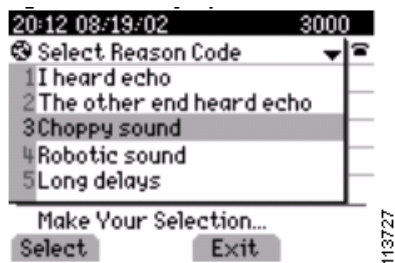 20:12 08/19/02 3000
Select Reason Code
1 I heard echo
2 The other end heard echo
3 Choppy sound
4 Robotic sound
5 Long delays
Make Your Selection...
Select Exit
113727